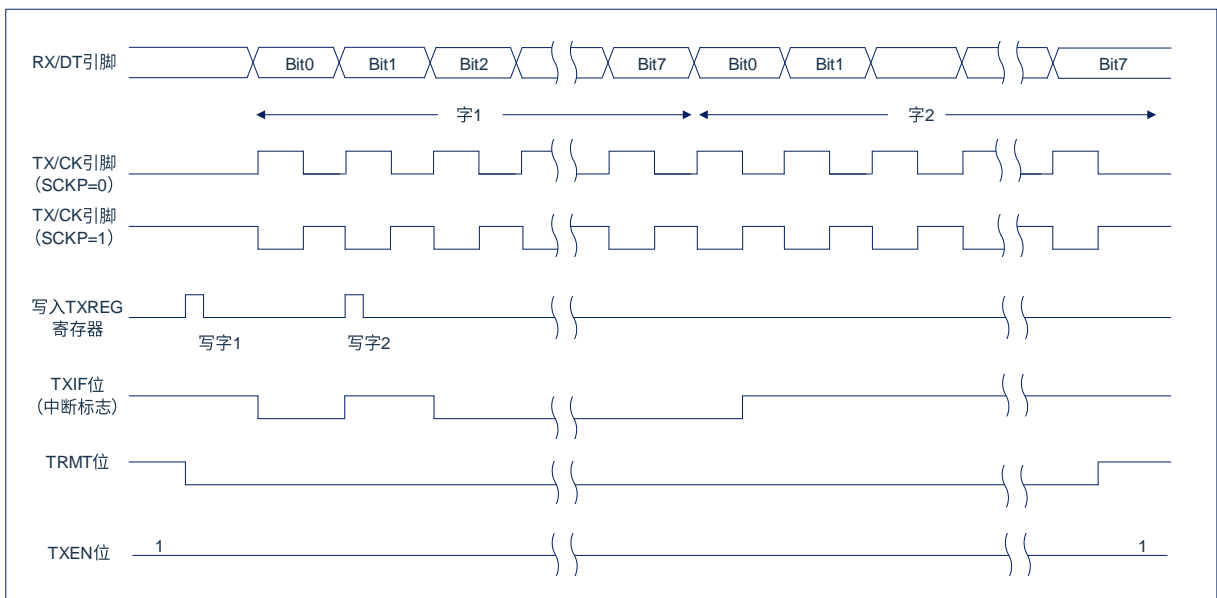 RX/DT引脚
Bit0 Bit1 Bit2 Bit7 Bit0 Bit1 Bit7
字1 字2
TX/CK引脚
（SCKP=0）
TX/CK引脚
（SCKP=1）
写入TXREG
寄存器
写字1 写字2
TXIF位
（中断标志）
TRMT位
TXEN位 1 1